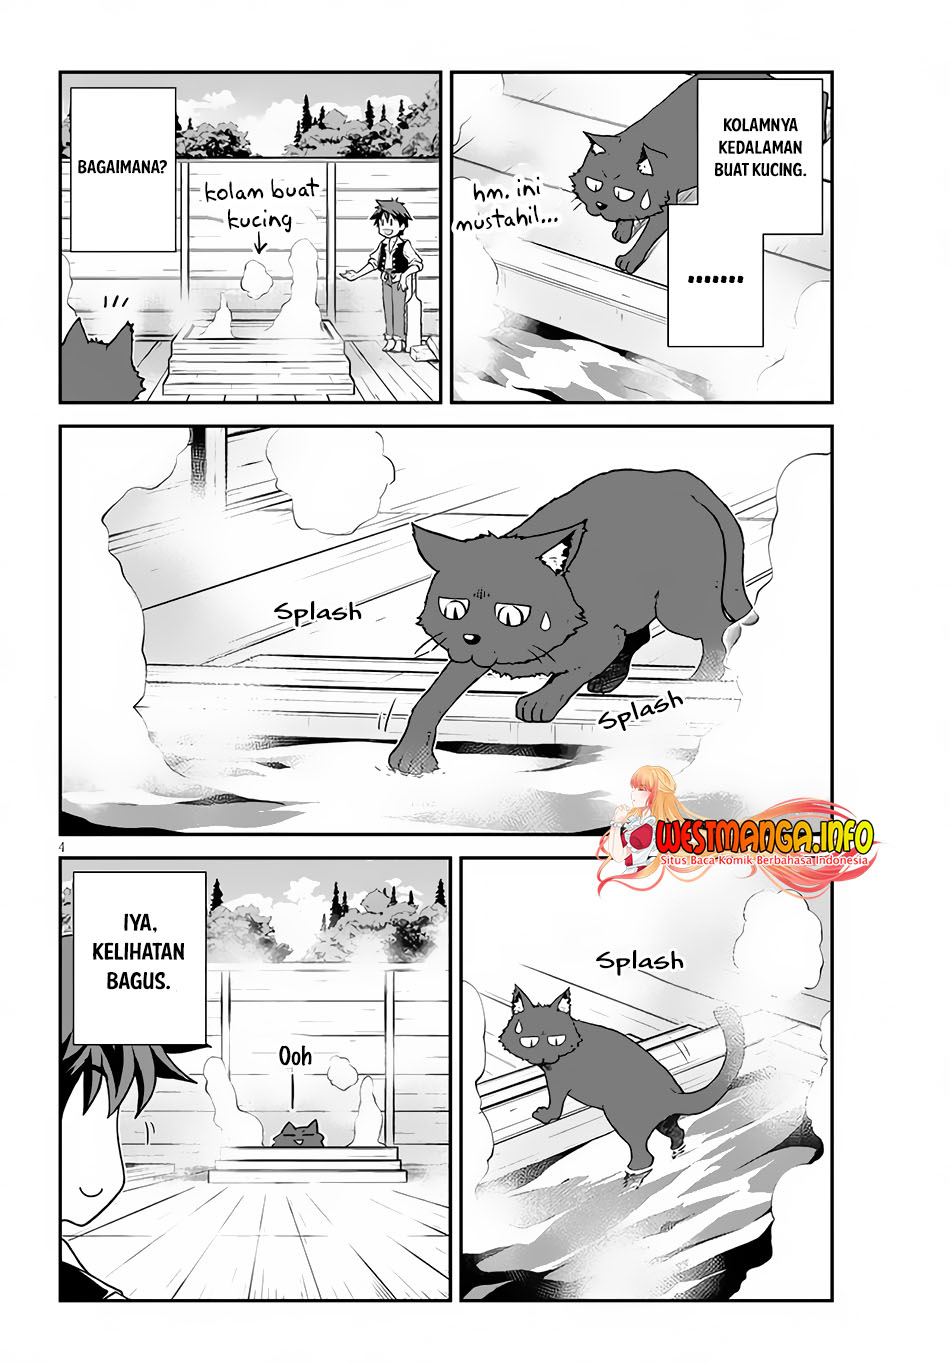 KOLAMNYA
KEDALAMAN
BUAT KUCING.
hm. ini
mustahil...
........
BAGAIMANA?
kolam buat
kucing
Splash
Splash
4
WESTMANGA.INFO
Situs Baca Komik Berbahasa Indonesia
Splash
IYA,
KELIHATAN
BAGUS.
Ooh